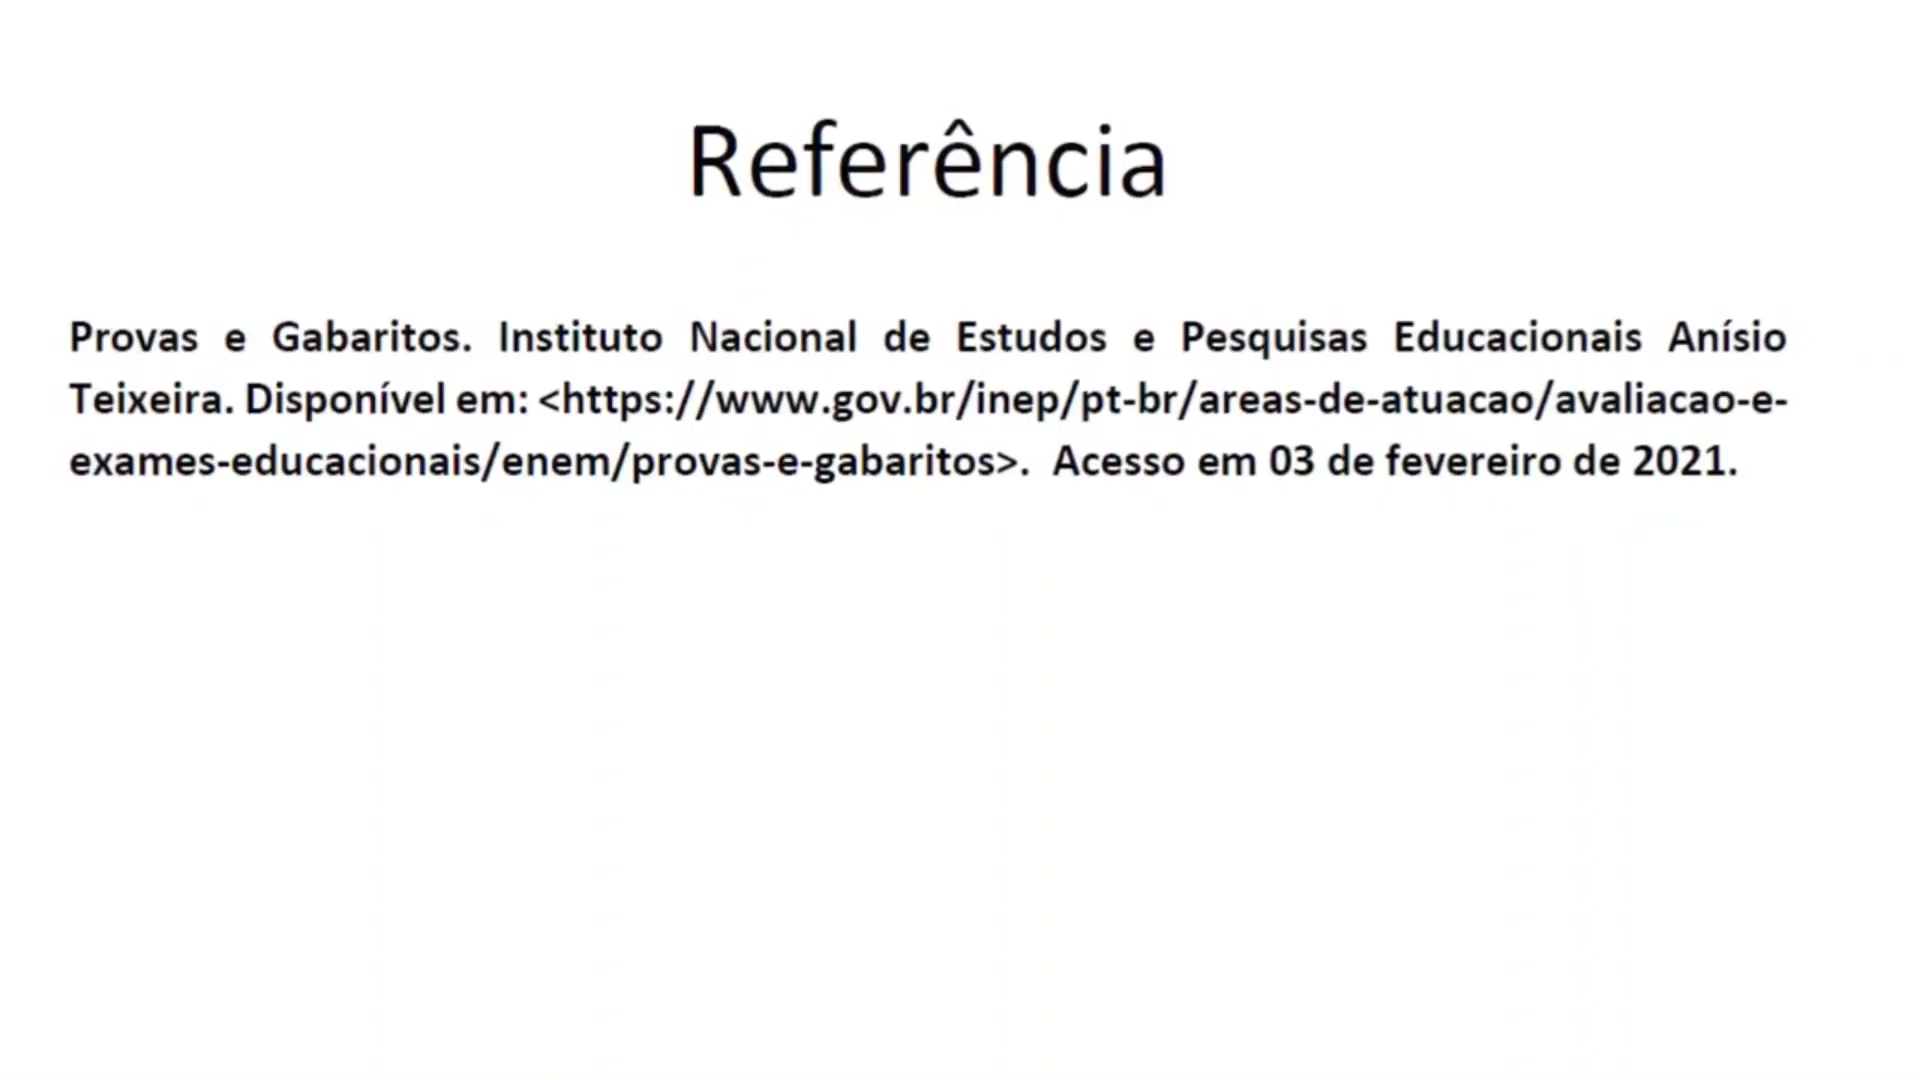 Referência
Provas e Gabaritos. Instituto Nacional de Estudos e Pesquisas Educacionais Anísio
Teixeira. Disponível em: <https://www.gov.br/inep/pt-br/areas-de-atuacao/avaliacao-e-
exames-educacionais/enem/provas-e-gabaritos>. Acesso em 03 de fevereiro de 2021.